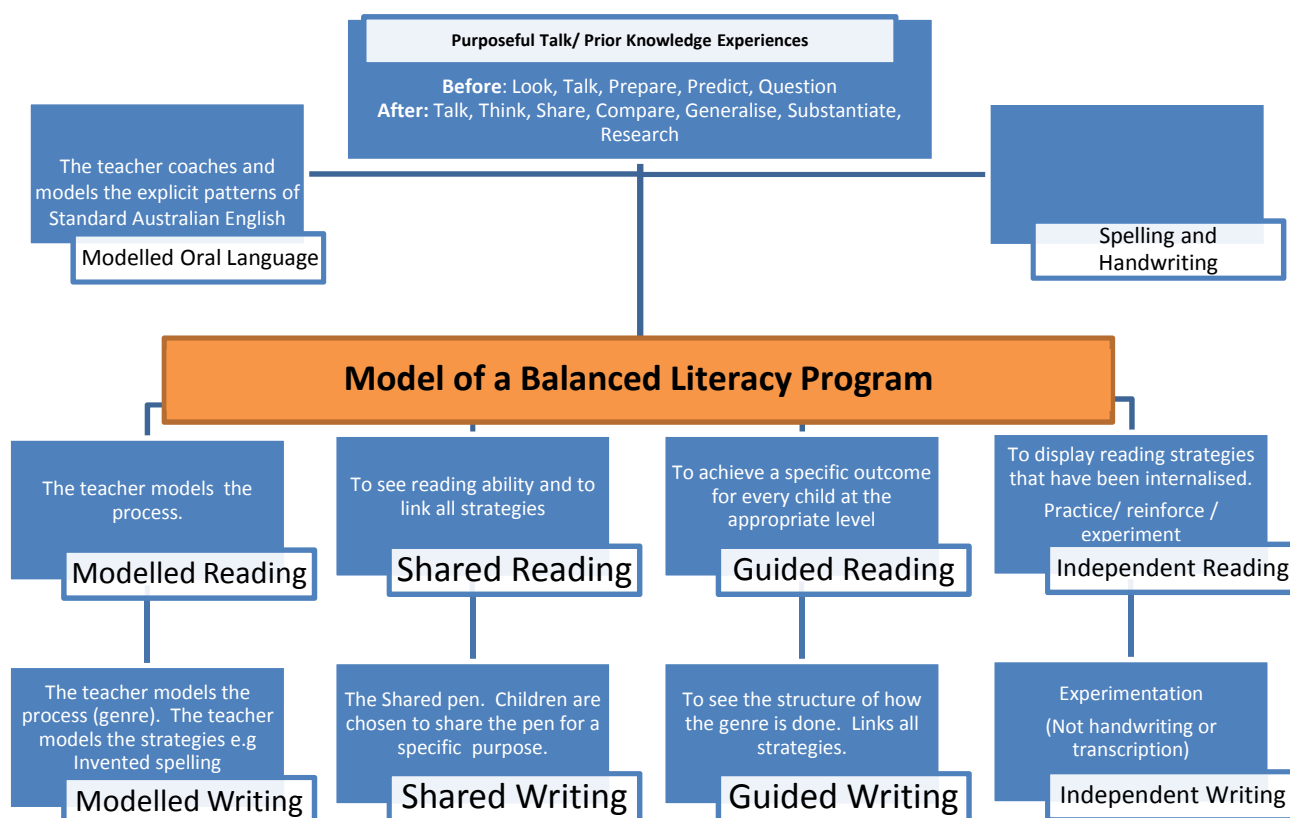 Purposeful Talk/ Prior Knowledge Experiences
Before: Look, Talk, Prepare, Predict, Question
After: Talk, Think, Share, Compare, Generalise, Substantiate,
Research
The teacher coaches and
models the explicit patterns of
Standard Australian English
Modelled Oral Language
Spelling and
Handwriting
Model of a Balanced Literacy Program
The teacher models the
process.
Modelled Reading
To see reading ability and to
link all strategies
Shared Reading
To achieve a specific outcome
for every child at the
appropriate level
Guided Reading
To display reading strategies
that have been internalised.
Practice/ reinforce /
experiment
Independent Reading
The teacher models the
process (genre). The teacher
models the strategies e.g
Invented spelling
Modelled Writing
The Shared pen. Children are
chosen to share the pen for a
specific purpose.
Shared Writing
To see the structure of how
the genre is done. Links all
strategies.
Guided Writing
Experimentation
(Not handwriting or
transcription)
Independent Writing